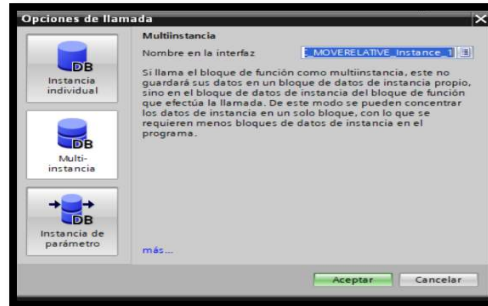 Opciones de llamada
Multiinstancia
Nombre en la interfaz
_MOVERELATIVE_Instance_1
DB
Instancia
individual
Si llama el bloque de función como multiinstancia, este no
guardará sus datos en un bloque de datos de instancia propio,
sino en el bloque de datos de instancia del bloque de función
que efectúa la llamada. De este modo se pueden concentrar
los datos de instancia en un solo bloque, con lo que se
requieren menos bloques de datos de instancia en el
programa.
DB
Multi-
instancia
DB
Instancia de
parámetro
más...
Aceptar
Cancelar